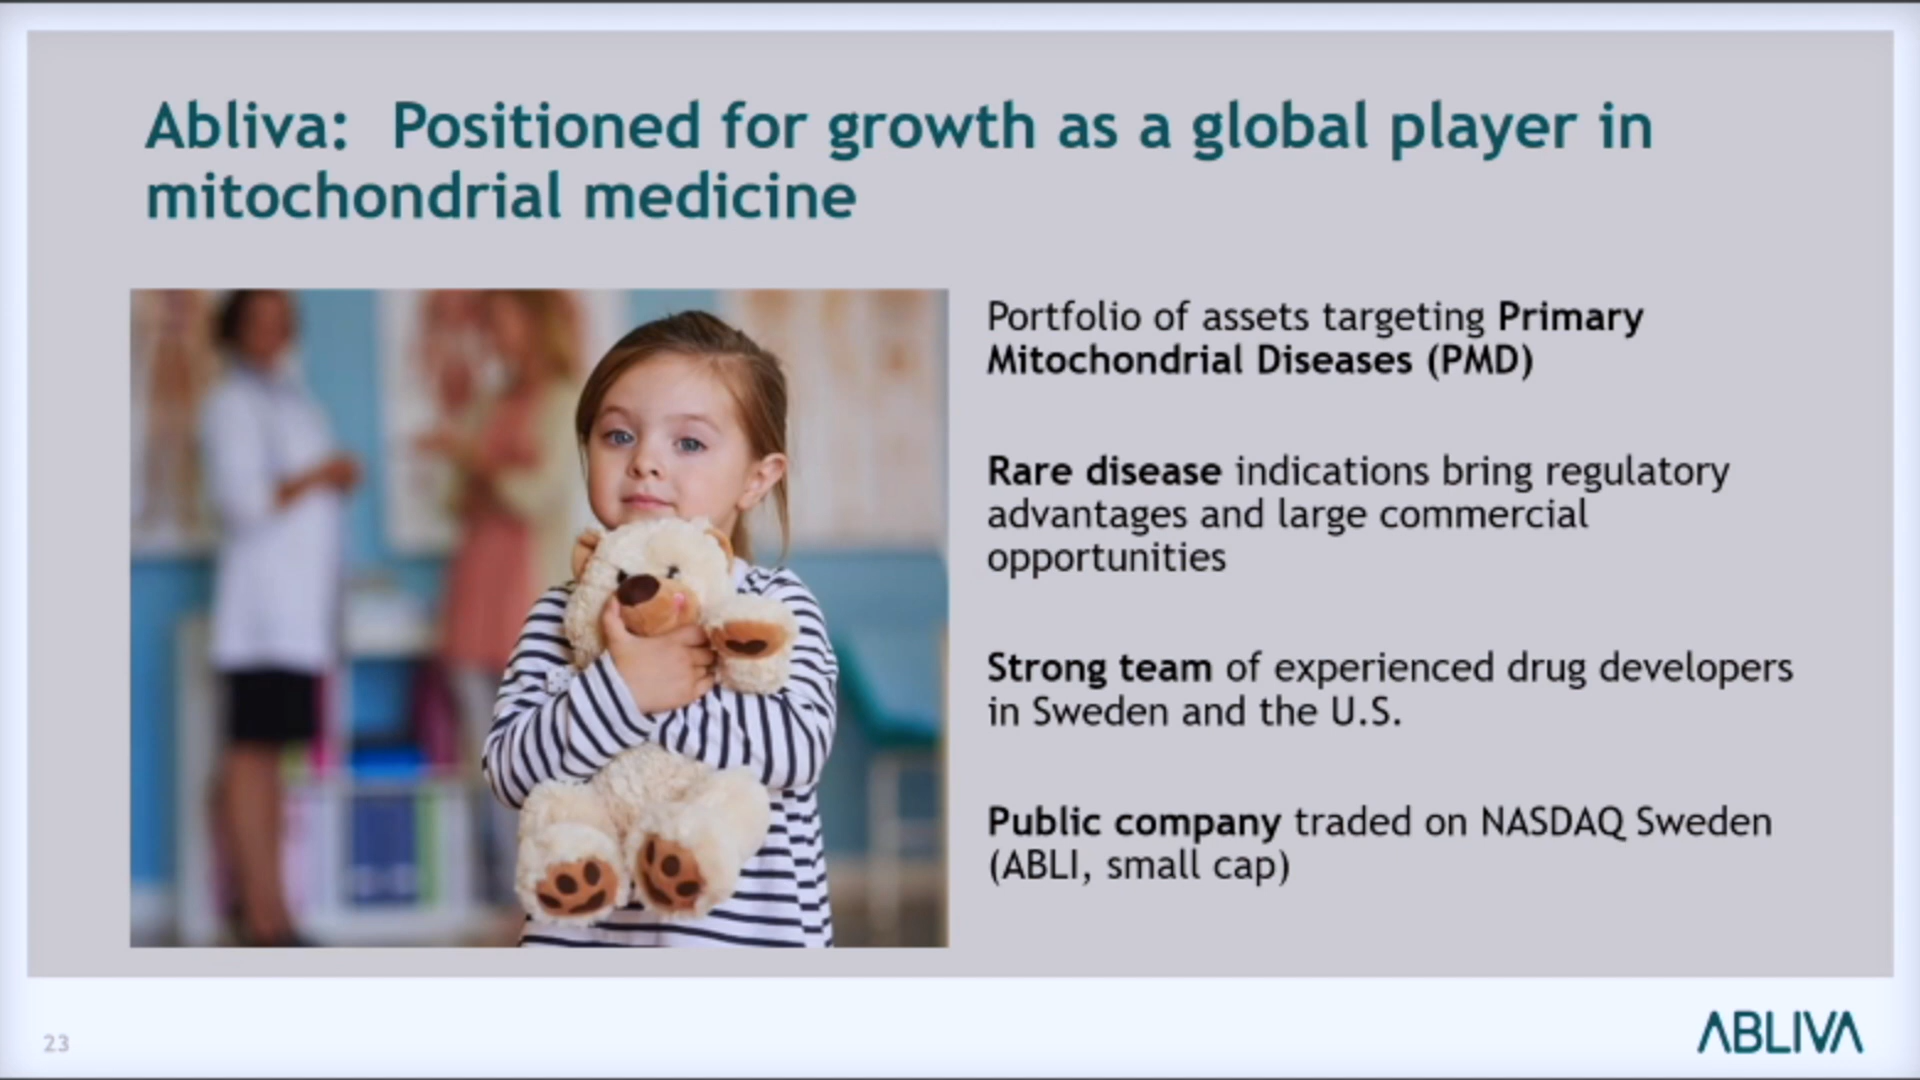 Abliva: Positioned for growth as a global player in
mitochondrial medicine
Portfolio of assets targeting Primary
Mitochondrial Diseases (PMD)
Rare disease indications bring regulatory
advantages and large commercial
opportunities
Strong team of experienced drug developers
in Sweden and the U.S.
Public company traded on NASDAQ Sweden
(ABLI, small cap)
23
ABLIVA